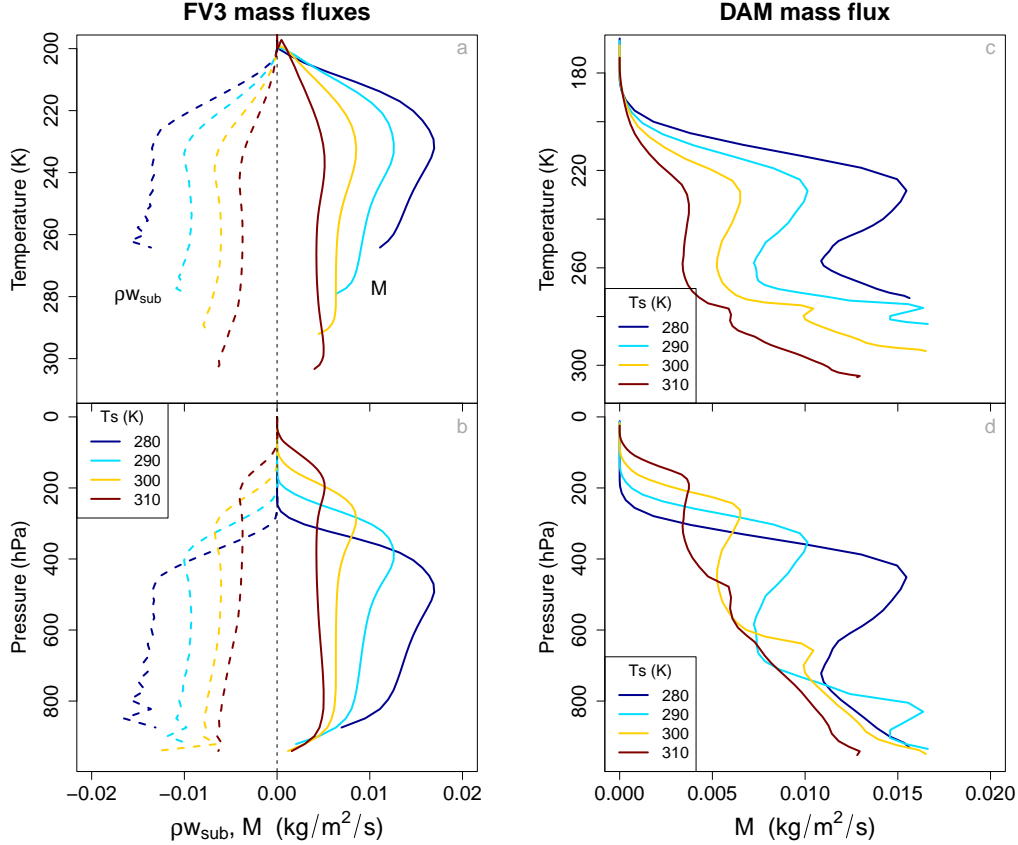 FV3 mass fluxes
DAM mass flux
a
200
220
240
260
280
300
Temperature (K)
ρw_sub
M
c
180
220
260
300
Temperature (K)
Ts (K)
280
290
300
310
b
0
200
400
600
800
Pressure (hPa)
Ts (K)
280
290
300
310
−0.02
−0.01
0.00
0.01
0.02
ρw_sub, M (kg/m²/s)
d
0
200
400
600
800
Pressure (hPa)
Ts (K)
280
290
300
310
0.000
0.005
0.010
0.015
0.020
M (kg/m²/s)